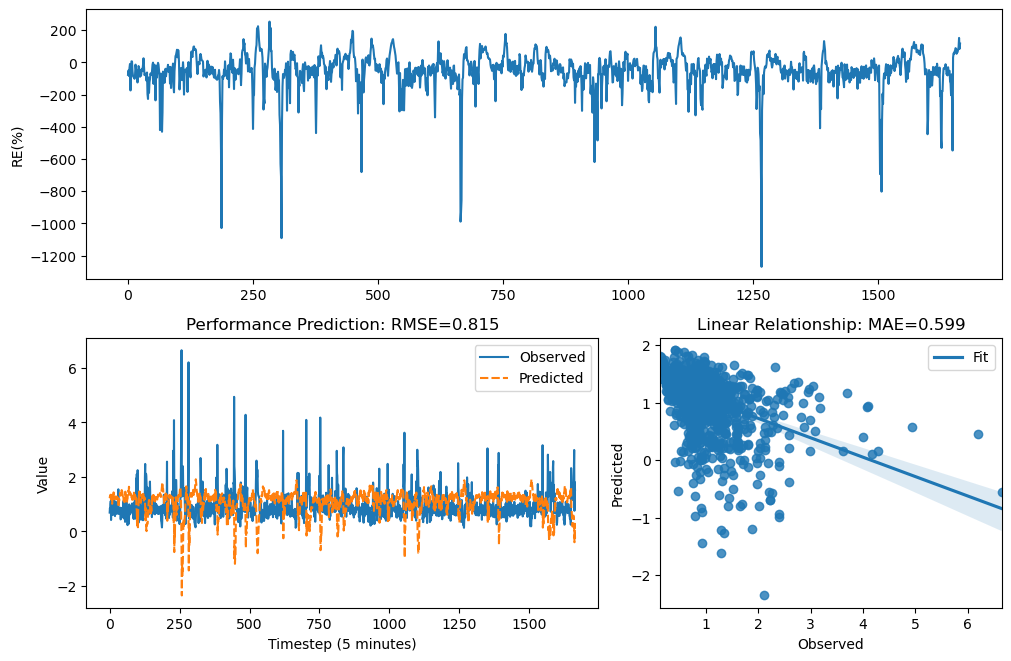 200
0
−200
−400
−600
−800
−1000
−1200
RE(%)
0 250 500 750 1000 1250 1500
Performance Prediction: RMSE=0.815
Observed
Predicted
6
4
2
0
−2
Value
0 250 500 750 1000 1250 1500
Timestep (5 minutes)
Linear Relationship: MAE=0.599
Fit
2
1
0
−1
−2
Predicted
1 2 3 4 5 6
Observed